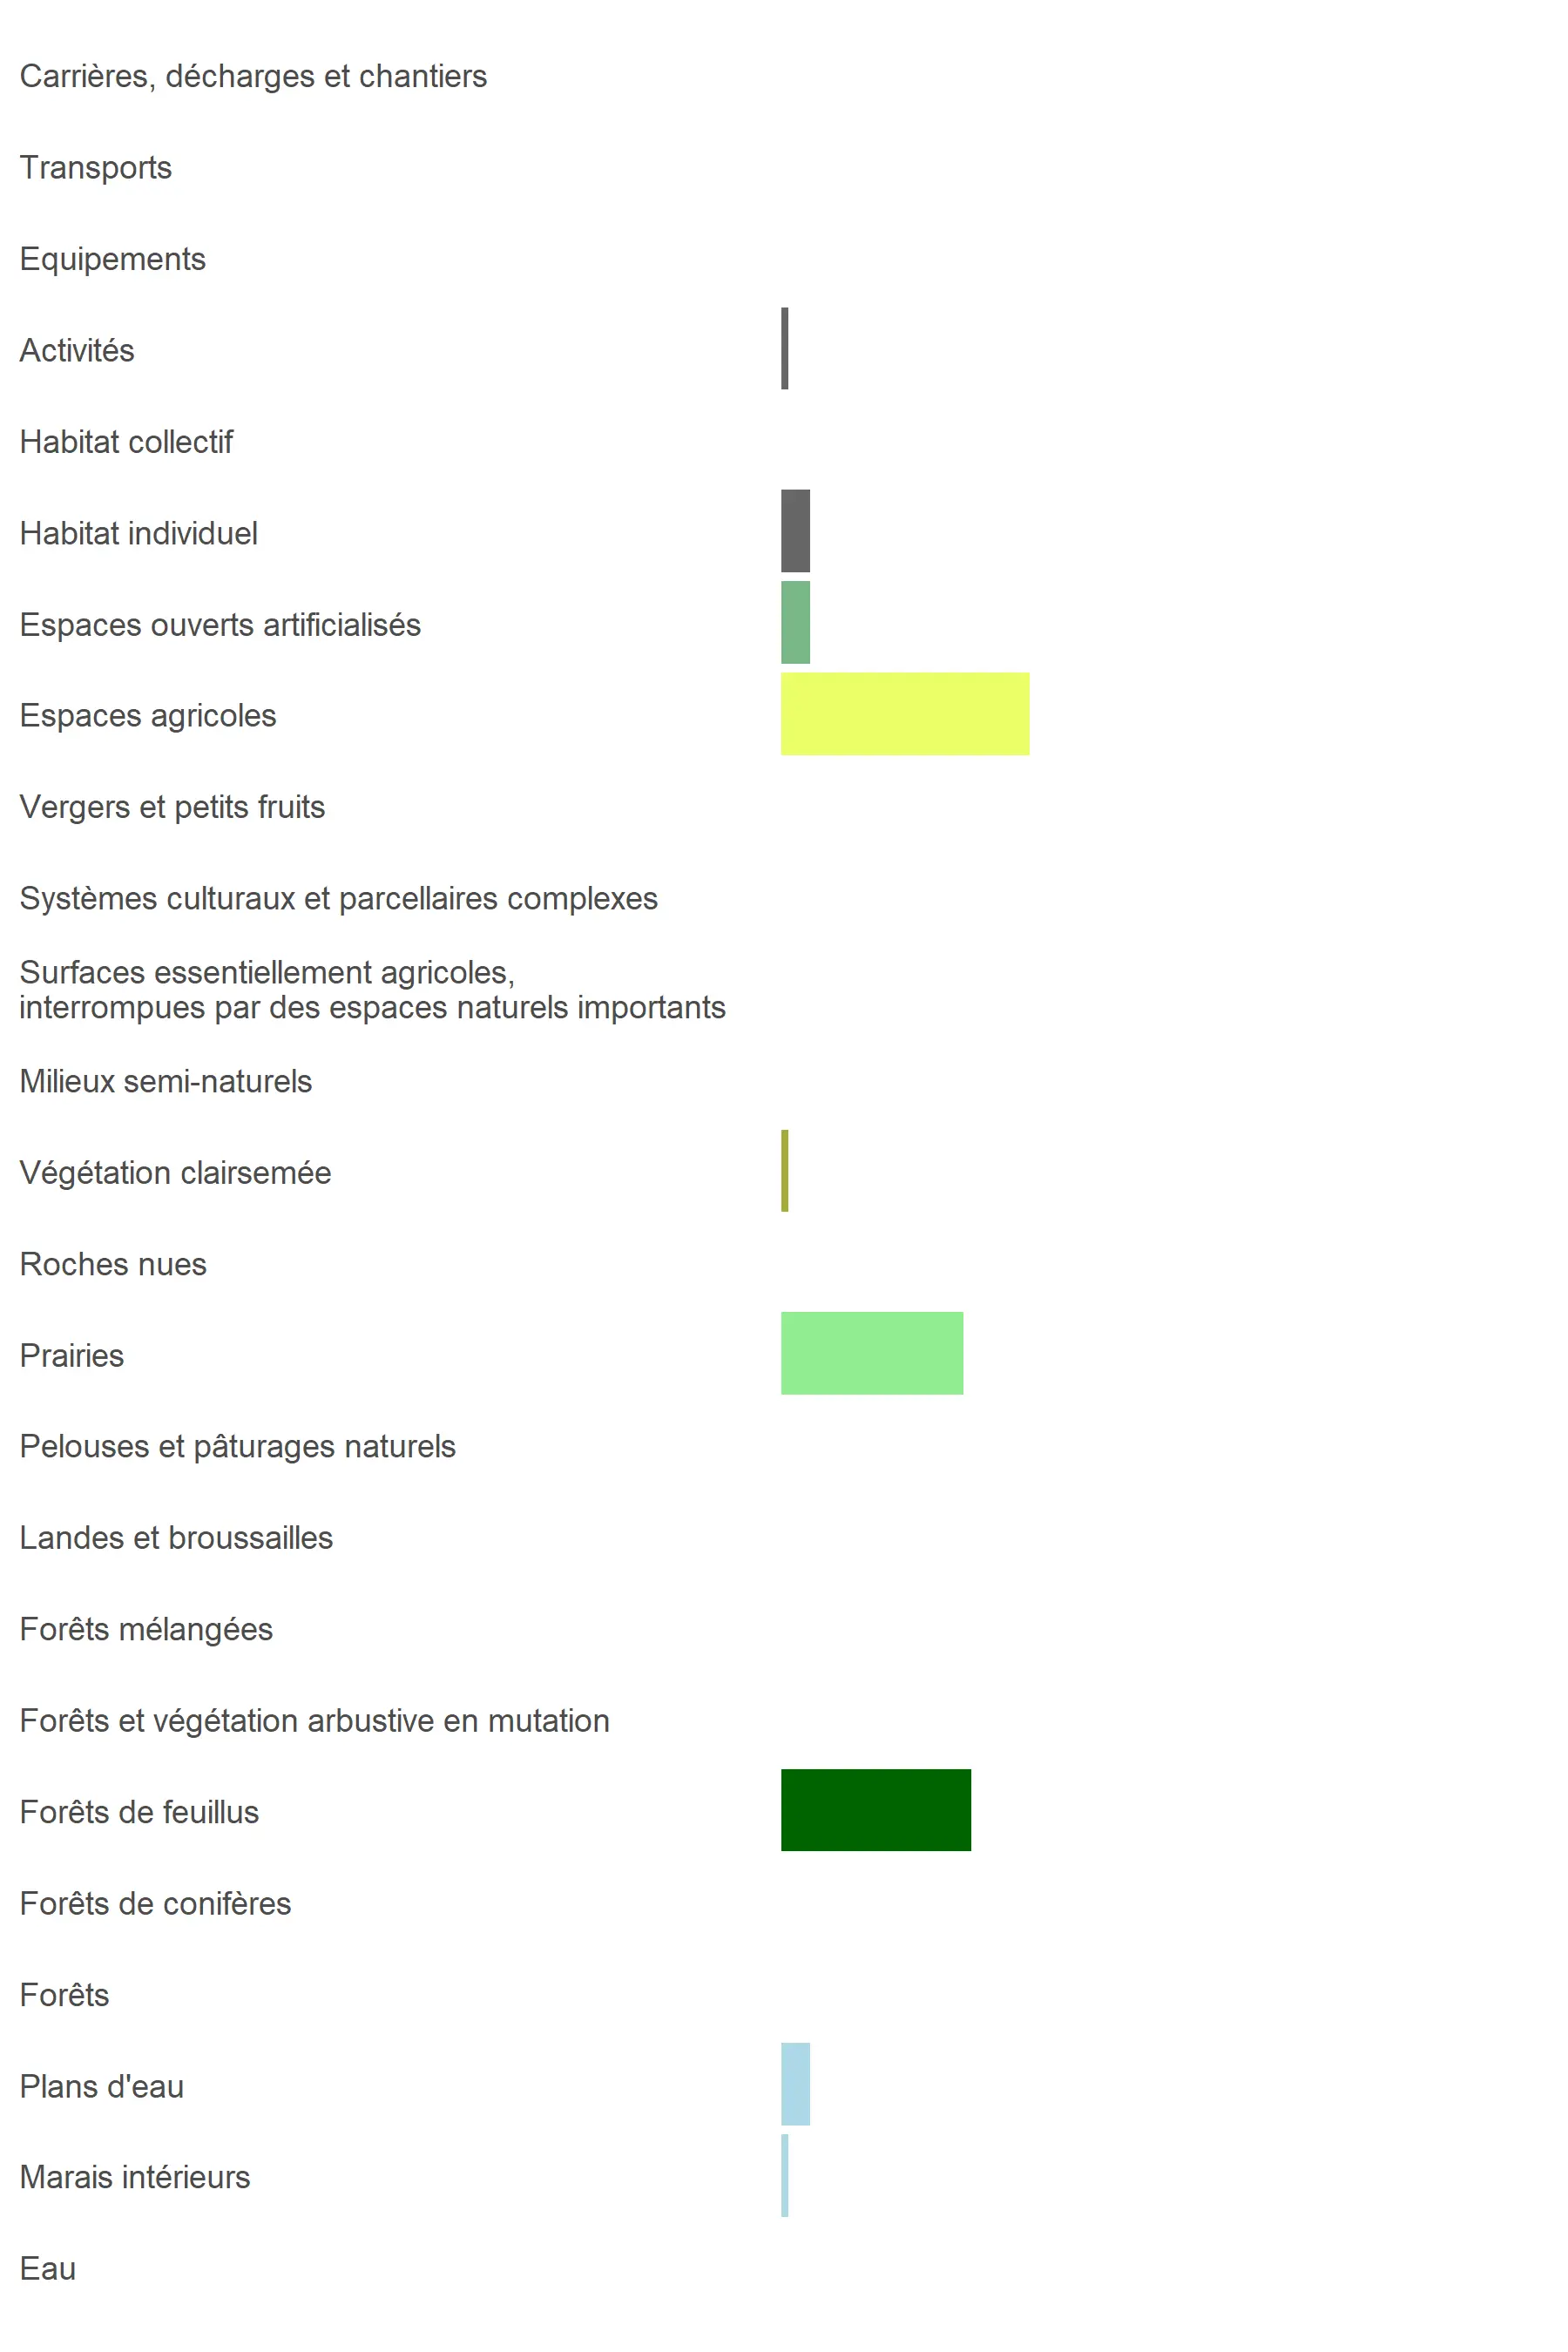 Carrières, décharges et chantiers
Transports
Equipements
Activités
Habitat collectif
Habitat individuel
Espaces ouverts artificialisés
Espaces agricoles
Vergers et petits fruits
Systèmes culturaux et parcellaires complexes
Surfaces essentiellement agricoles,
interrompues par des espaces naturels importants
Milieux semi-naturels
Végétation clairsemée
Roches nues
Prairies
Pelouses et pâturages naturels
Landes et broussailles
Forêts mélangées
Forêts et végétation arbustive en mutation
Forêts de feuillus
Forêts de conifères
Forêts
Plans d'eau
Marais intérieurs
Eau